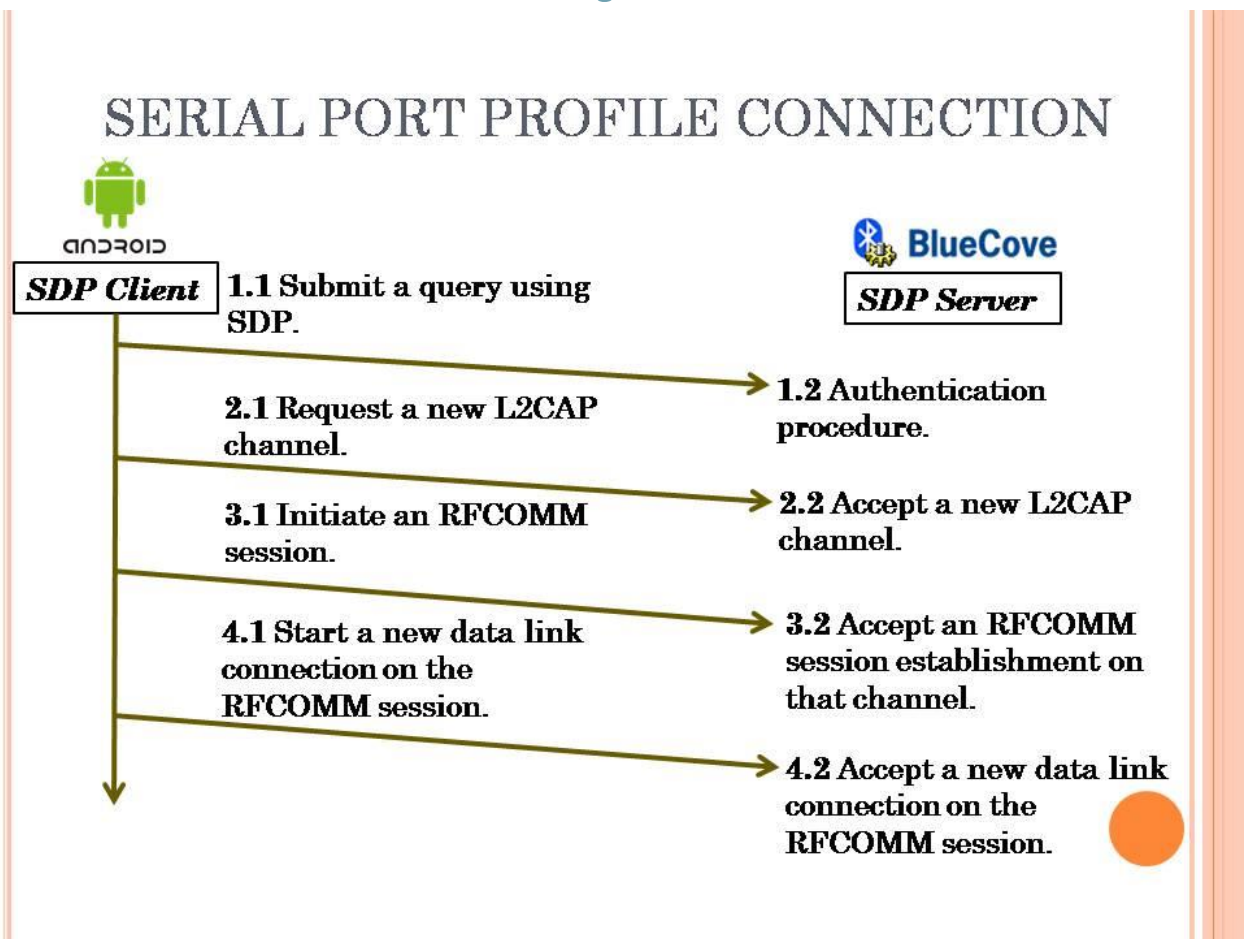 SERIAL PORT PROFILE CONNECTION
ANDROID
BlueCove
SDP Client
SDP Server
1.1 Submit a query using
SDP.
1.2 Authentication
procedure.
2.1 Request a new L2CAP
channel.
2.2 Accept a new L2CAP
channel.
3.1 Initiate an RFCOMM
session.
3.2 Accept an RFCOMM
session establishment on
that channel.
4.1 Start a new data link
connection on the
RFCOMM session.
4.2 Accept a new data link
connection on the
RFCOMM session.